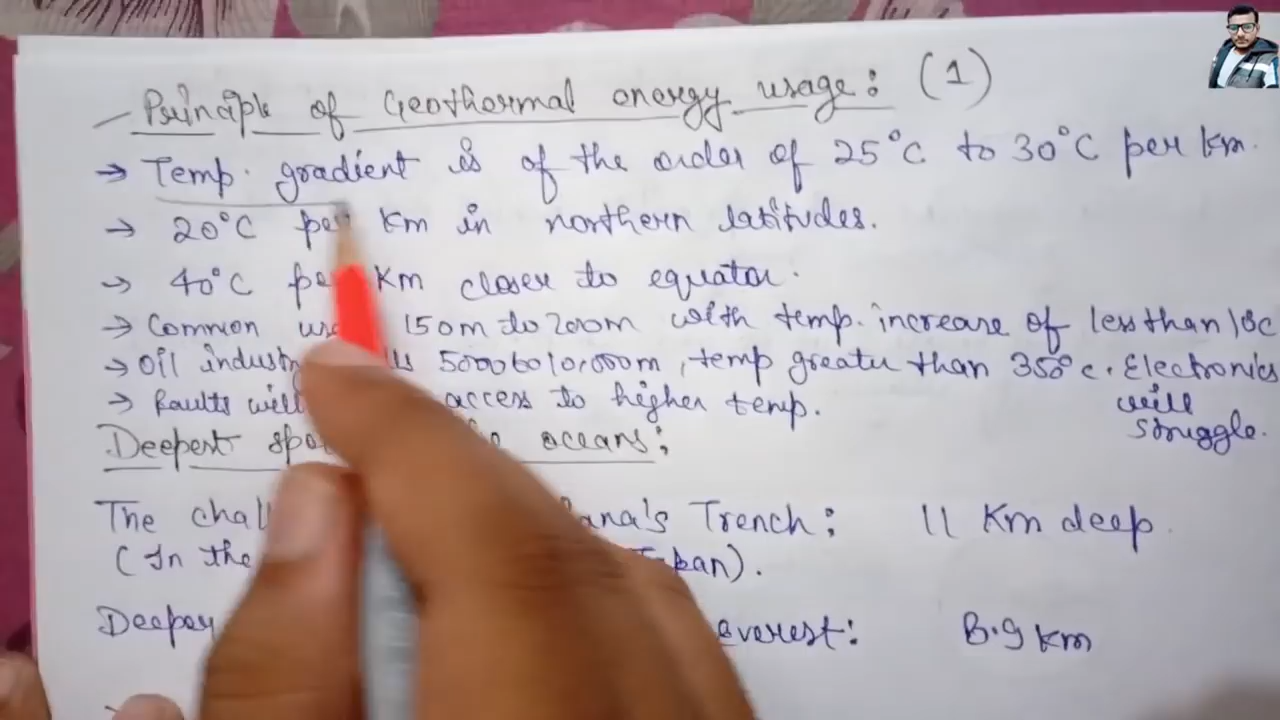 Principle of Geothermal energy usage: (1)
→ Temp. gradient is of the order of 25°C to 30°C per km.
→ 20°C per km in northern latitudes.
→ 40°C per km closer to equator.
→ Common 150m to 200m with temp. increase of less than 10c
→ Oil 5000 to 10,000m, temp greater than 350°c. Electronics
will
struggle.
→ Faults will access to higher temp.
Deepest oceans:
The Trench: 11 Km deep
(In the
Deeper everest: 8.9 km